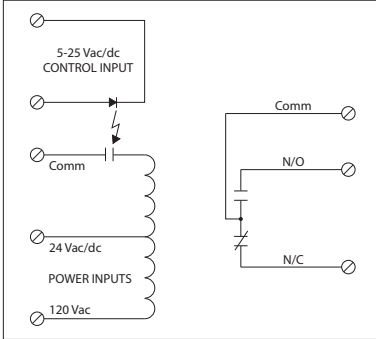 5-25 Vac/dc
CONTROL INPUT
Comm
24 Vac/dc
POWER INPUTS
120 Vac
Comm
N/O
N/C